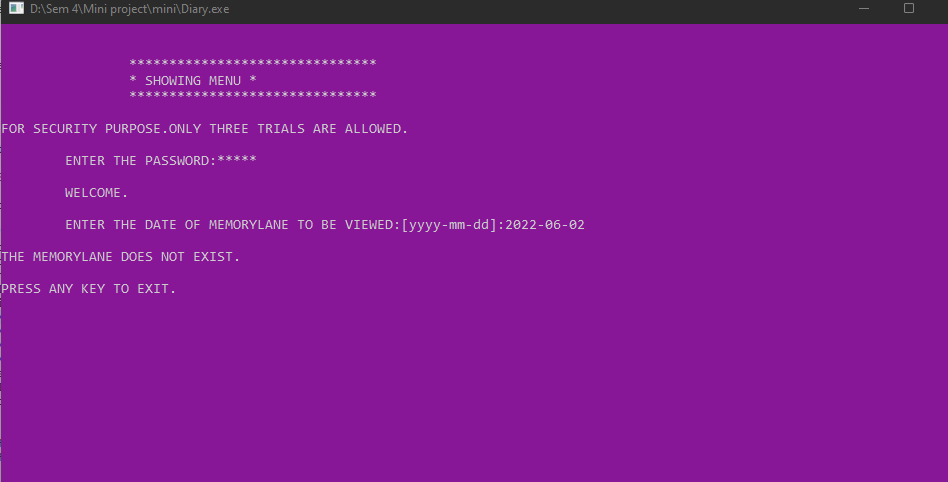 D:\Sem 4\Mini project\mini\Diary.exe
*******************************
* SHOWING MENU *
*******************************
FOR SECURITY PURPOSE.ONLY THREE TRIALS ARE ALLOWED.
ENTER THE PASSWORD:*****
WELCOME.
ENTER THE DATE OF MEMORYLANE TO BE VIEWED:[yyyy-mm-dd]:2022-06-02
THE MEMORYLANE DOES NOT EXIST.
PRESS ANY KEY TO EXIT.